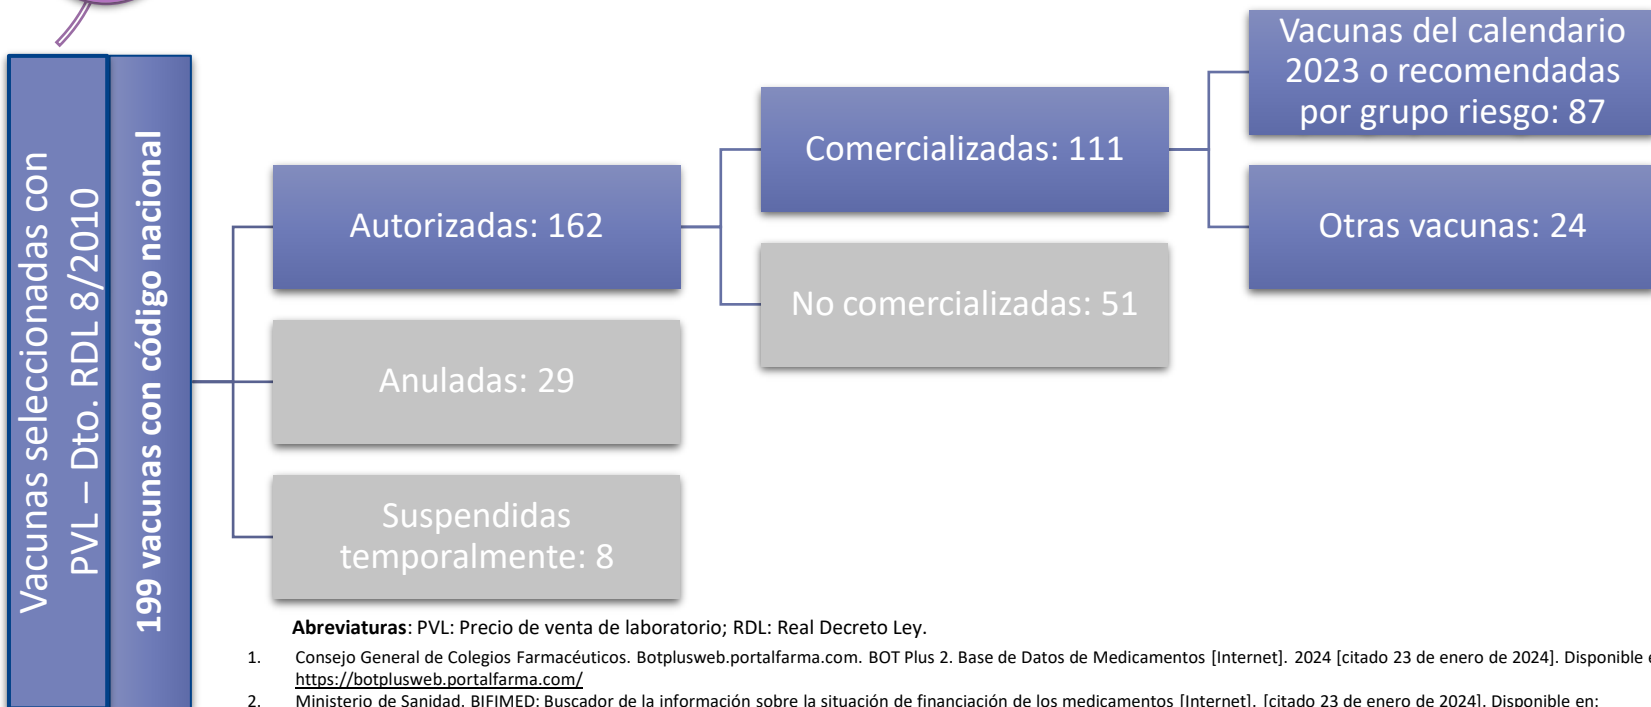 Vacunas seleccionadas con
PVL – Dto. RDL 8/2010
199 vacunas con código nacional
Autorizadas: 162
Anuladas: 29
Suspendidas
temporalmente: 8
Comercializadas: 111
No comercializadas: 51
Vacunas del calendario
2023 o recomendadas
por grupo riesgo: 87
Otras vacunas: 24
Abreviaturas: PVL: Precio de venta de laboratorio; RDL: Real Decreto Ley.
1. Consejo General de Colegios Farmacéuticos. Botplusweb.portalfarma.com. BOT Plus 2. Base de Datos de Medicamentos [Internet]. 2024 [citado 23 de enero de 2024]. Disponible e
https://botplusweb.portalfarma.com/
2. Ministerio de Sanidad. BIFIMED: Buscador de la información sobre la situación de financiación de los medicamentos [Internet]. [citado 23 de enero de 2024]. Disponible en: